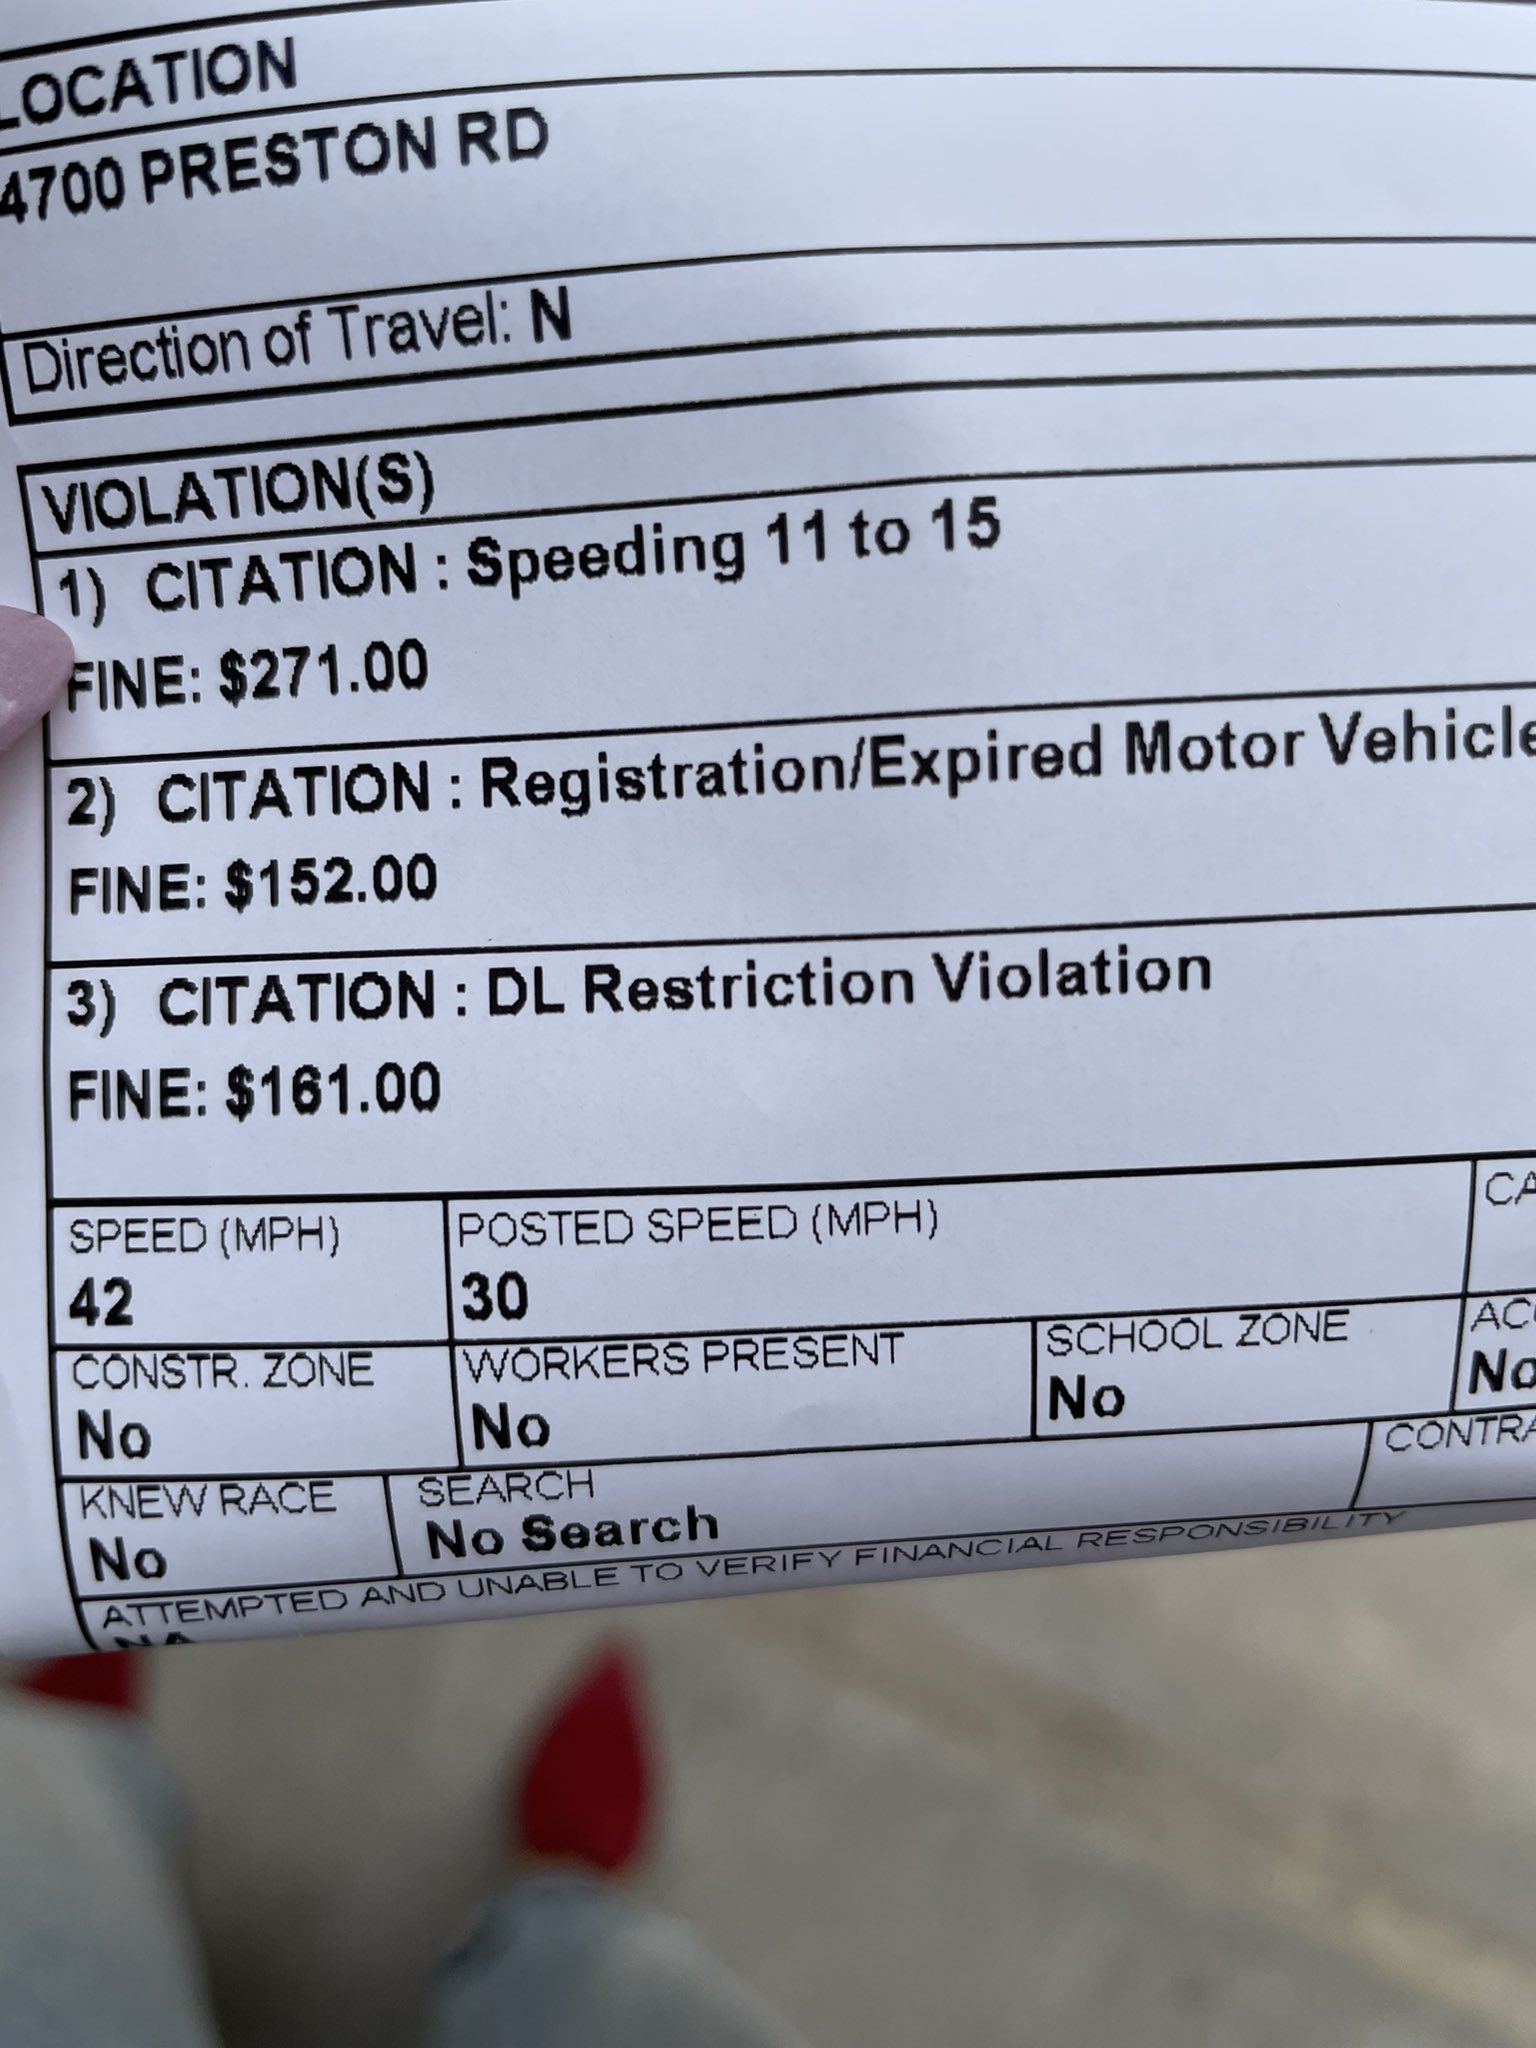 LOCATION
4700 PRESTON RD
Direction of Travel: N
VIOLATION(S)
1) CITATION : Speeding 11 to 15
FINE: $271.00
2) CITATION : Registration/Expired Motor Vehicle
FINE: $152.00
3) CITATION : DL Restriction Violation
FINE: $161.00
SPEED (MPH) POSTED SPEED (MPH) CA
42 30
CONSTR. ZONE WORKERS PRESENT SCHOOL ZONE
No No No No
KNEW RACE SEARCH CONTRA
No No Search
ATTEMPTED AND UNABLE TO VERIFY FINANCIAL RESPONSIBILITY
NA